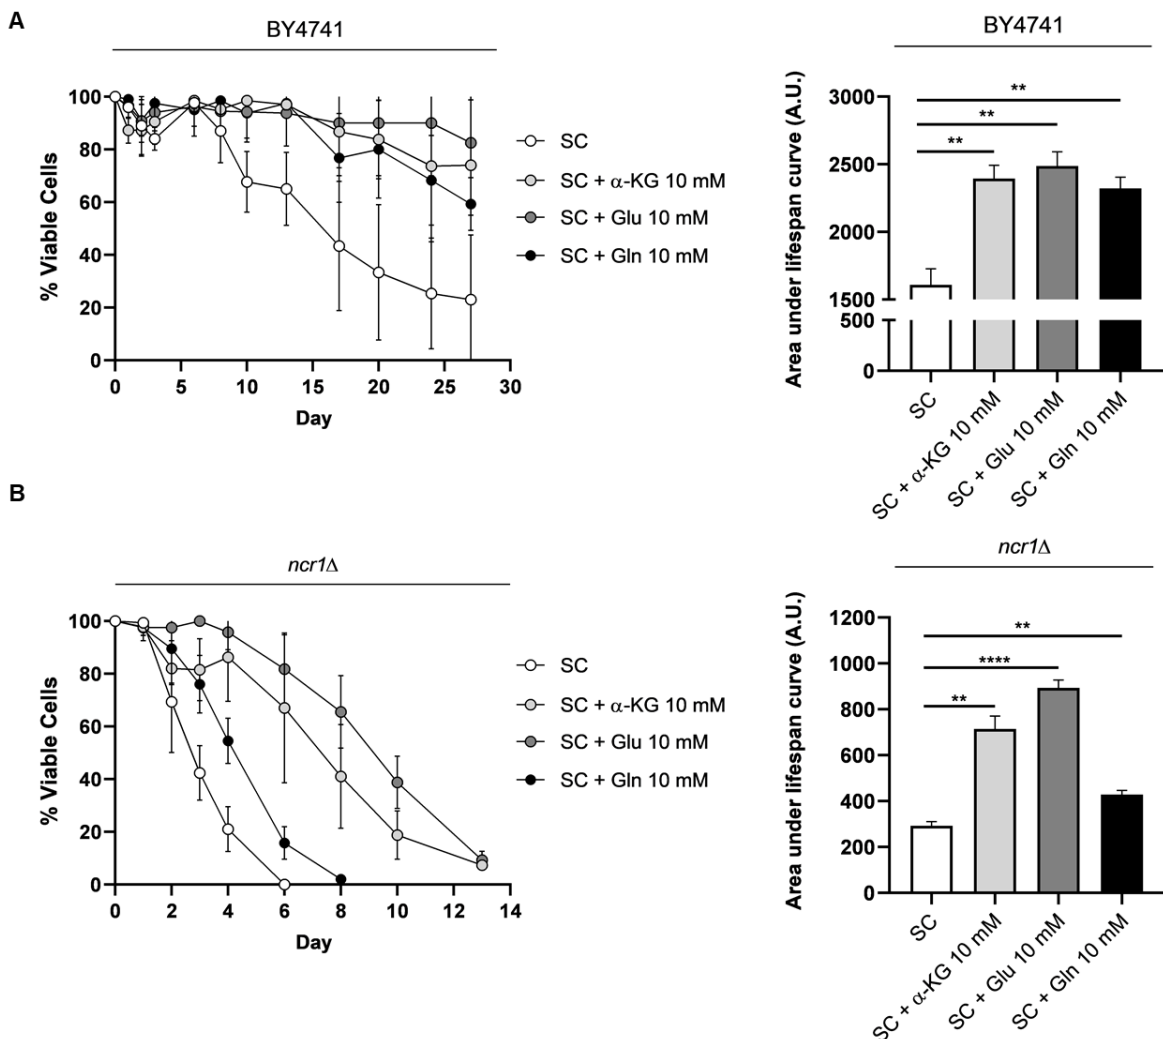 A
BY4741
100
80
60
40
20
0
% Viable Cells
0 5 10 15 20 25 30
Day
SC
SC + α-KG 10 mM
SC + Glu 10 mM
SC + Gln 10 mM
BY4741
Area under lifespan curve (A.U.)
3000
2500
2000
1500
500
0
**
**
**
SC
SC + α-KG 10 mM
SC + Glu 10 mM
SC + Gln 10 mM
B
ncr1Δ
100
80
60
40
20
0
% Viable Cells
0 2 4 6 8 10 12 14
Day
SC
SC + α-KG 10 mM
SC + Glu 10 mM
SC + Gln 10 mM
ncr1Δ
Area under lifespan curve (A.U.)
1200
1000
800
600
400
200
0
**
****
**
SC
SC + α-KG 10 mM
SC + Glu 10 mM
SC + Gln 10 mM